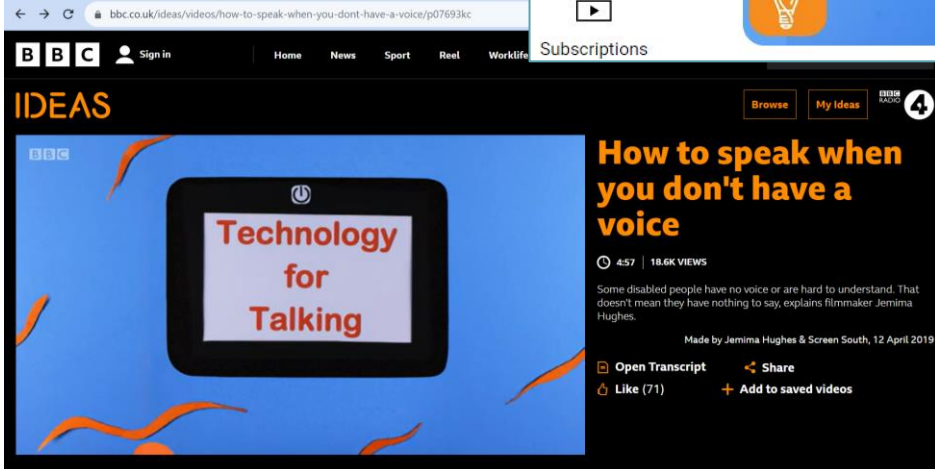 bbc.co.uk/ideas/videos/how-to-speak-when-you-dont-have-a-voice/p07693kc
Subscriptions
BBC Sign in Home News Sport Reel Worklife
IDEAS
Browse My Ideas BBC RADIO 4
BBC
Technology
for
Talking
How to speak when
you don't have a
voice
4:57 | 18.6K VIEWS
Some disabled people have no voice or are hard to understand. That
doesn't mean they have nothing to say, explains filmmaker Jemima
Hughes.
Made by Jemima Hughes & Screen South, 12 April 2019
Open Transcript Share
Like (71) Add to saved videos